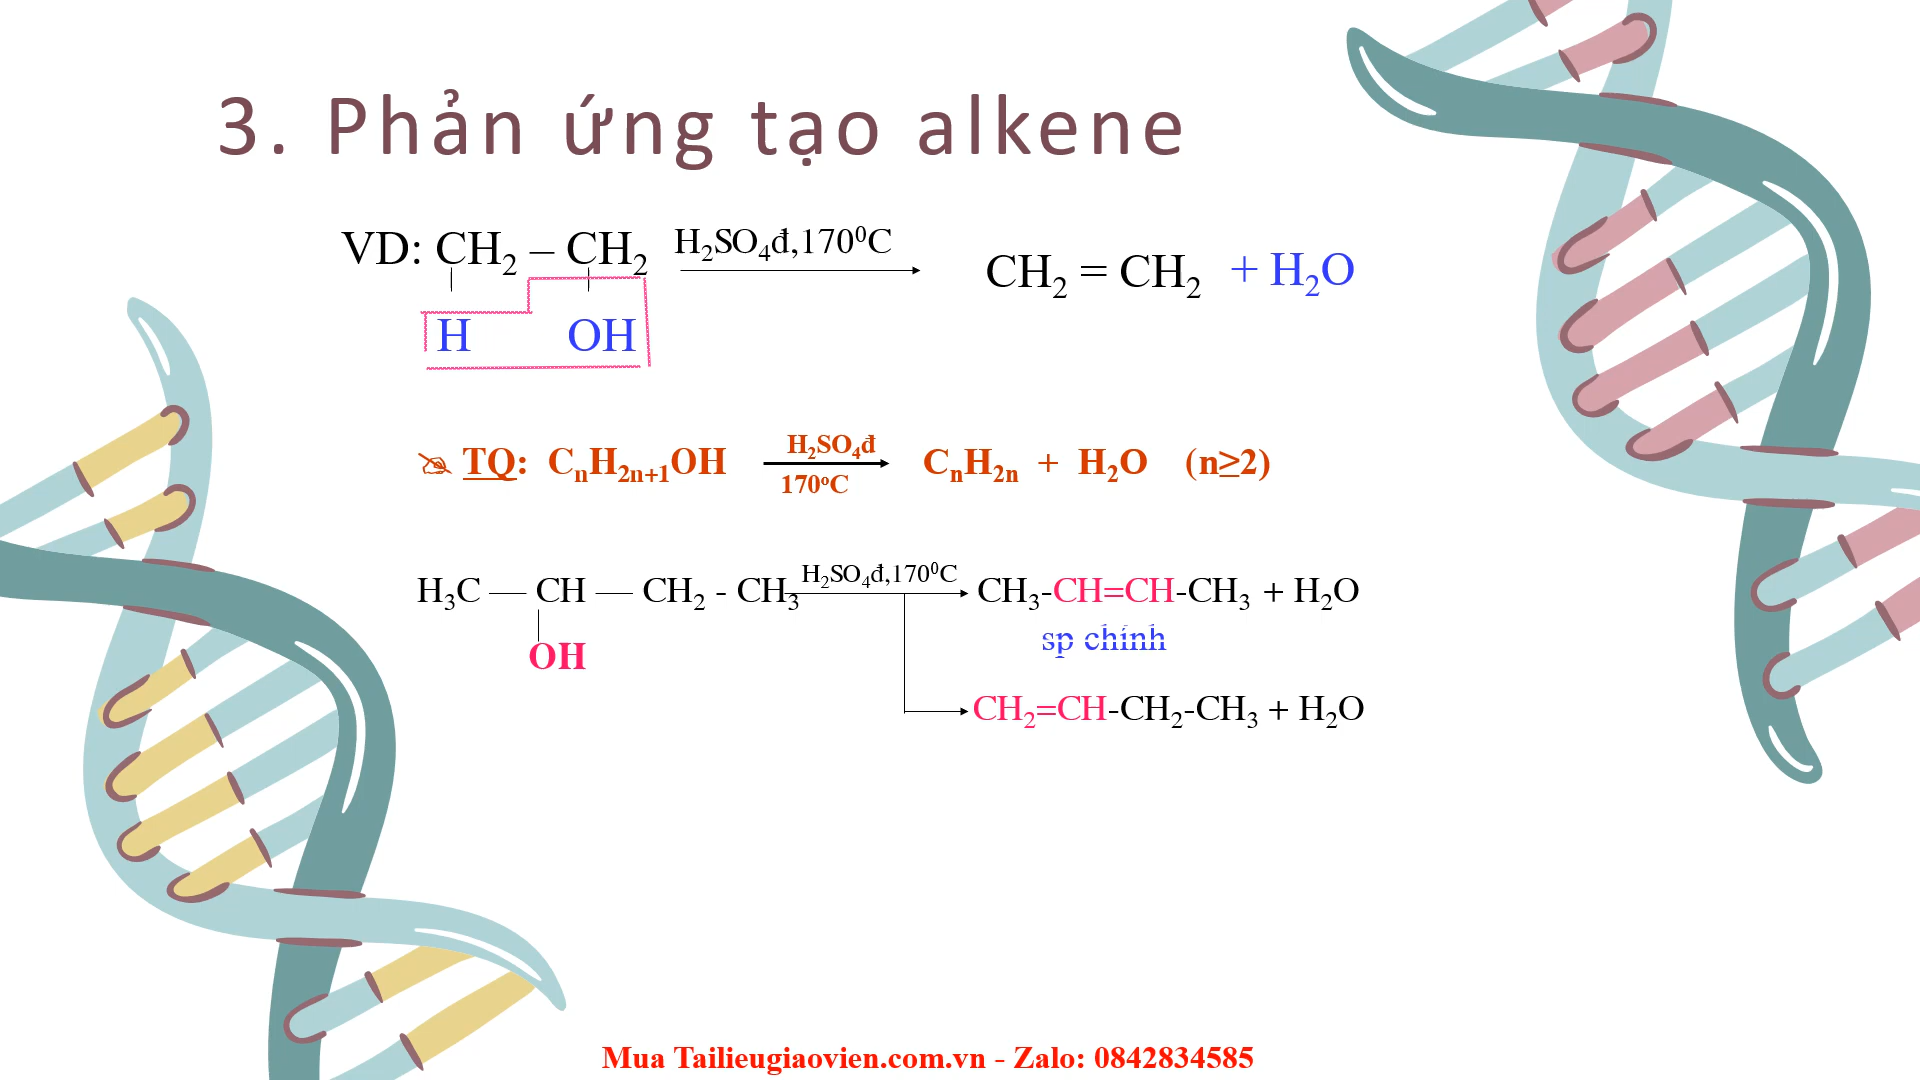 3. Phản ứng tạo alkene
VD: CH₂ – CH₂ H₂SO₄đ,170⁰C CH₂ = CH₂ + H₂O
H OH
TQ: CₙH₂ₙ₊₁OH H₂SO₄đ 170ᵒC CₙH₂ₙ + H₂O (n≥2)
H₃C — CH — CH₂ - CH₃ H₂SO₄đ,170⁰C CH₃-CH=CH-CH₃ + H₂O
OH sp chính
CH₂=CH-CH₂-CH₃ + H₂O
Mua Tailieugiaovien.com.vn - Zalo: 0842834585